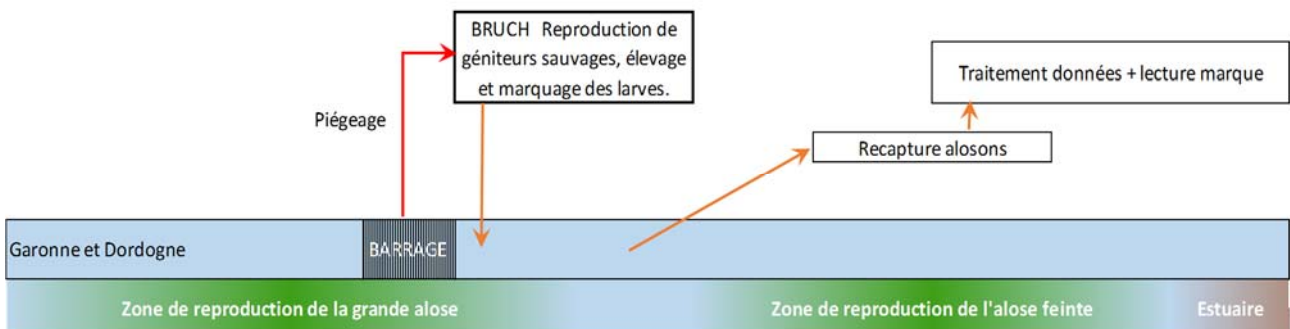 BRUCH Reproduction de
géniteurs sauvages, élevage
et marquage des larves.
Traitement données + lecture marque
Piégeage
Recapture alosons
Garonne et Dordogne
BARRAGE
Zone de reproduction de la grande alose
Zone de reproduction de l'alose feinte
Estuaire